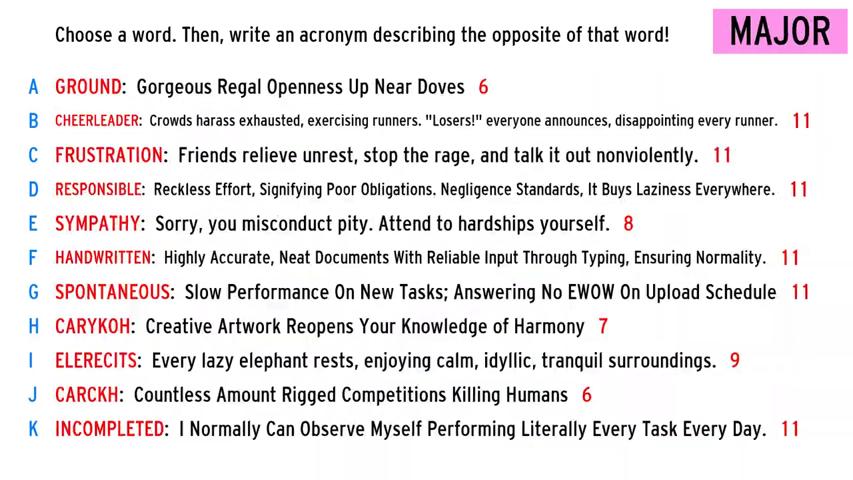 Choose a word. Then, write an acronym describing the opposite of that word!
MAJOR
A GROUND: Gorgeous Regal Openness Up Near Doves 6
B CHEERLEADER: Crowds harass exhausted, exercising runners. "Losers!" everyone announces, disappointing every runner. 11
C FRUSTRATION: Friends relieve unrest, stop the rage, and talk it out nonviolently. 11
D RESPONSIBLE: Reckless Effort, Signifying Poor Obligations. Negligence Standards, It Buys Laziness Everywhere. 11
E SYMPATHY: Sorry, you misconduct pity. Attend to hardships yourself. 8
F HANDWRITTEN: Highly Accurate, Neat Documents With Reliable Input Through Typing, Ensuring Normality. 11
G SPONTANEOUS: Slow Performance On New Tasks; Answering No EWOW On Upload Schedule 11
H CARYKOH: Creative Artwork Reopens Your Knowledge of Harmony 7
I ELERECITS: Every lazy elephant rests, enjoying calm, idyllic, tranquil surroundings. 9
J CARCKH: Countless Amount Rigged Competitions Killing Humans 6
K INCOMPLETED: I Normally Can Observe Myself Performing Literally Every Task Every Day. 11